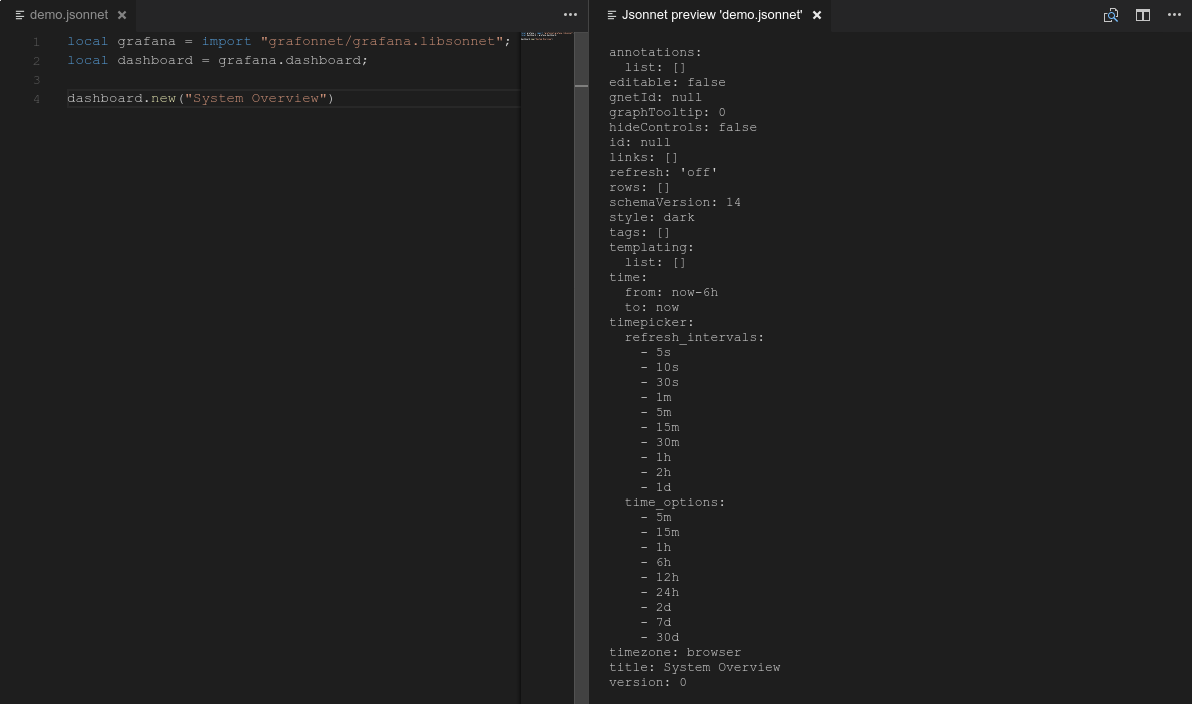 demo.jsonnet
1 local grafana = import "grafonnet/grafana.libsonnet";
2 local dashboard = grafana.dashboard;
3
4 dashboard.new("System Overview")
Jsonnet preview 'demo.jsonnet'
annotations:
  list: []
editable: false
gnetId: null
graphTooltip: 0
hideControls: false
id: null
links: []
refresh: 'off'
rows: []
schemaVersion: 14
style: dark
tags: []
templating:
  list: []
time:
  from: now-6h
  to: now
timepicker:
  refresh_intervals:
    - 5s
    - 10s
    - 30s
    - 1m
    - 5m
    - 15m
    - 30m
    - 1h
    - 2h
    - 1d
  time_options:
    - 5m
    - 15m
    - 1h
    - 6h
    - 12h
    - 24h
    - 2d
    - 7d
    - 30d
timezone: browser
title: System Overview
version: 0